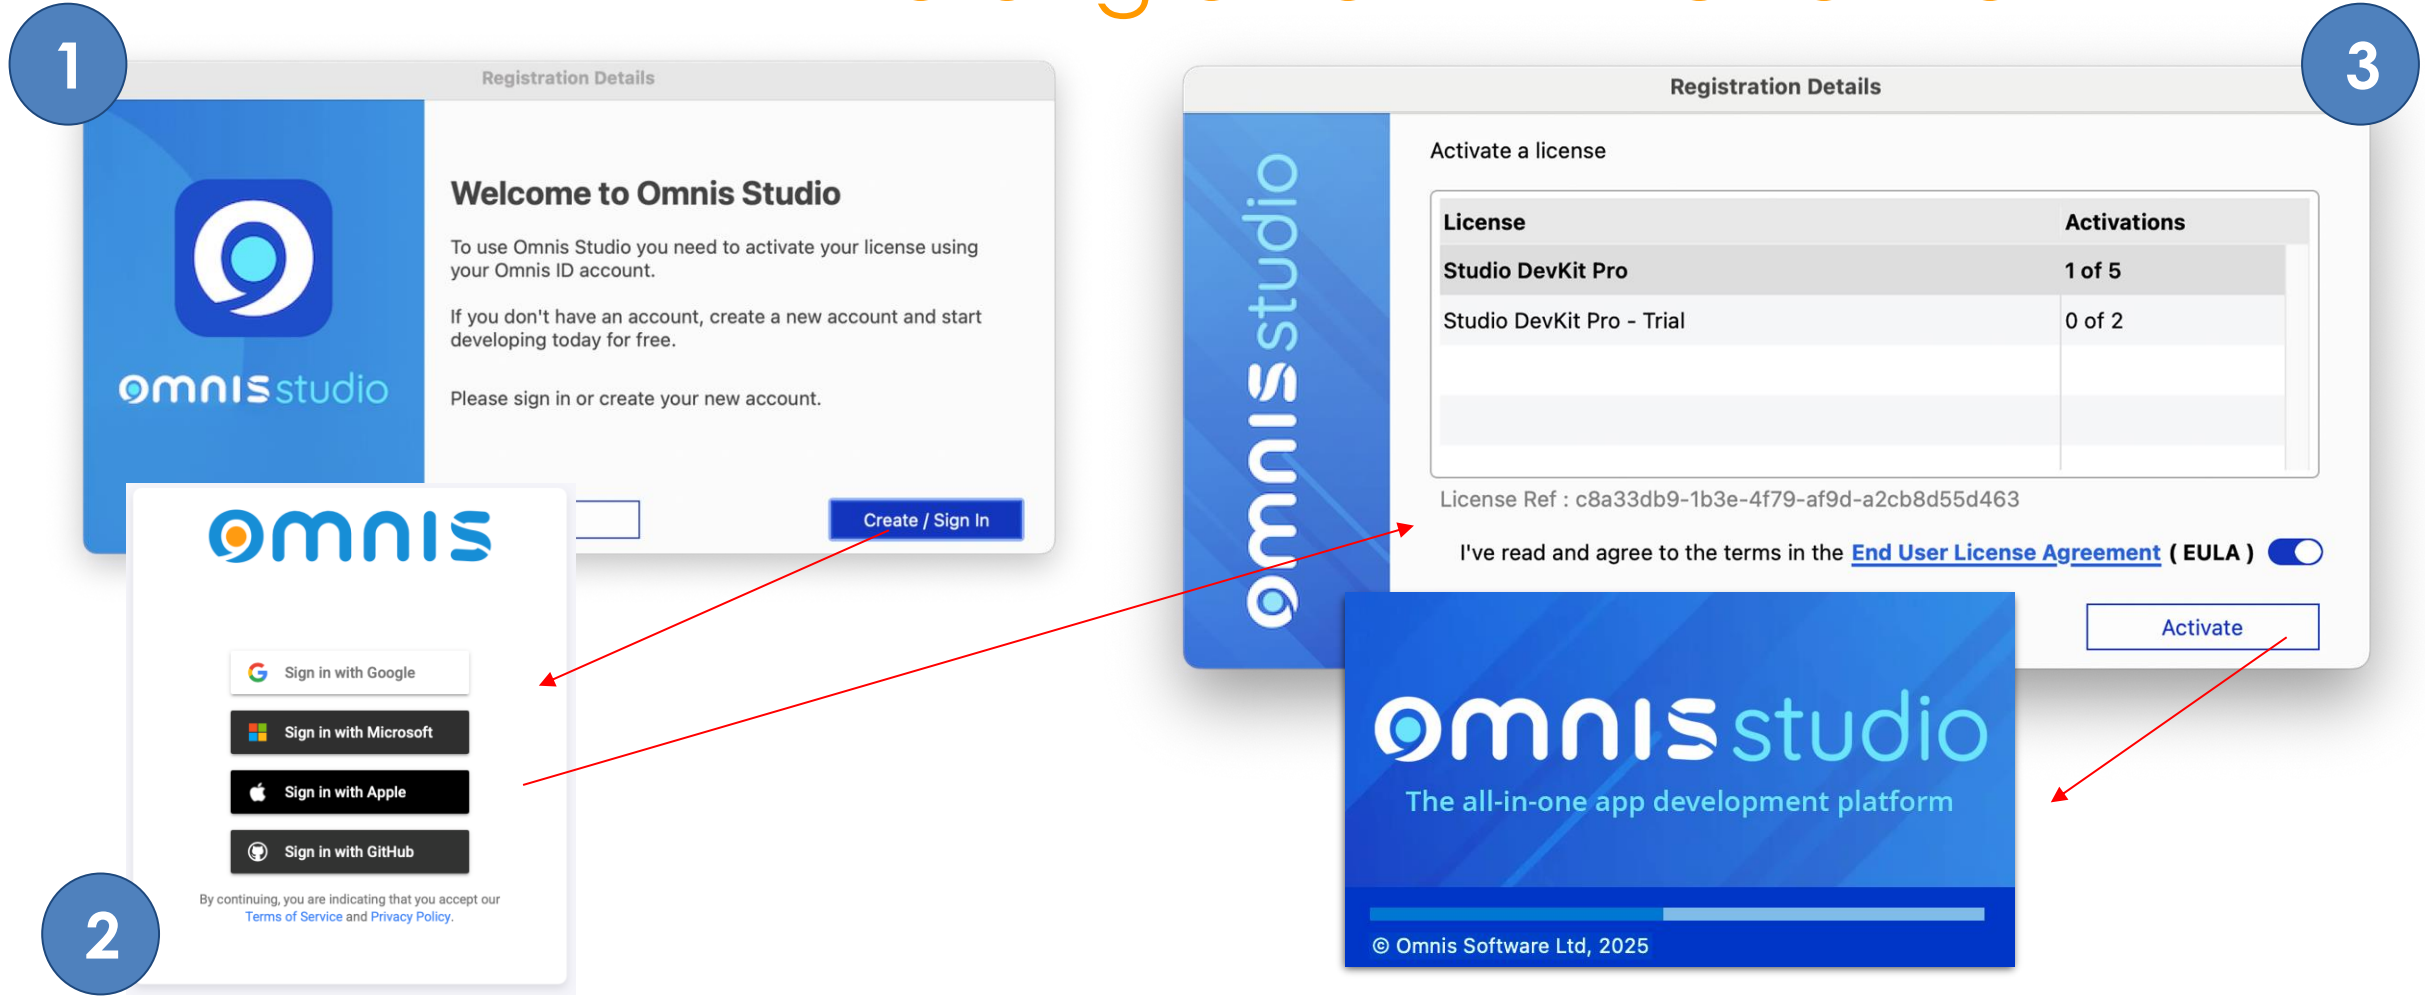 1
Registration Details
omnis studio
Welcome to Omnis Studio
To use Omnis Studio you need to activate your license using
your Omnis ID account.
If you don't have an account, create a new account and start
developing today for free.
Please sign in or create your new account.
Create / Sign In
2
omnis
Sign in with Google
Sign in with Microsoft
Sign in with Apple
Sign in with GitHub
By continuing, you are indicating that you accept our
Terms of Service and Privacy Policy.
3
Registration Details
omnis studio
Activate a license
License Activations
Studio DevKit Pro 1 of 5
Studio DevKit Pro - Trial 0 of 2
License Ref : c8a33db9-1b3e-4f79-af9d-a2cb8d55d463
I've read and agree to the terms in the End User License Agreement ( EULA )
Activate
omnis studio
The all-in-one app development platform
© Omnis Software Ltd, 2025